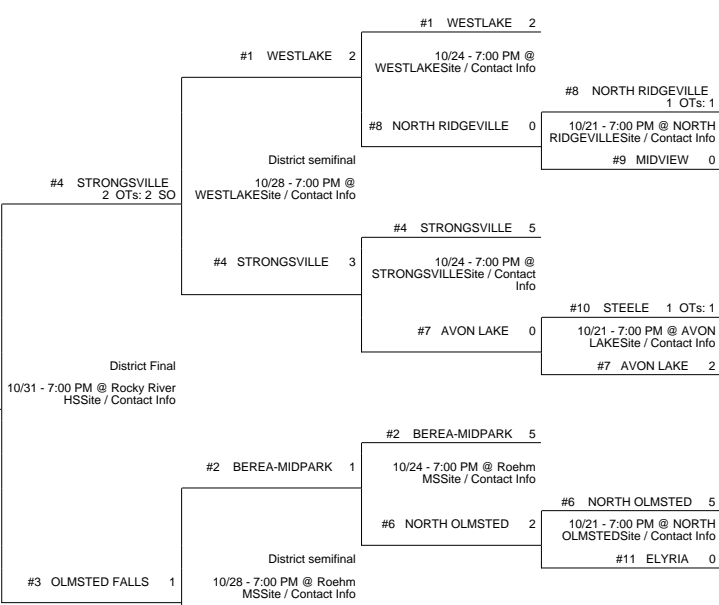 #1 WESTLAKE 2
#1 WESTLAKE 2
10/24 - 7:00 PM @
WESTLAKESite / Contact Info
#8 NORTH RIDGEVILLE
1 OTs: 1
#8 NORTH RIDGEVILLE 0
10/21 - 7:00 PM @ NORTH
RIDGEVILLESite / Contact Info
District semifinal
#9 MIDVIEW 0
#4 STRONGSVILLE
2 OTs: 2 SO
10/28 - 7:00 PM @
WESTLAKESite / Contact Info
#4 STRONGSVILLE 5
#4 STRONGSVILLE 3
10/24 - 7:00 PM @
STRONGSVILLESite / Contact
Info
#10 STEELE 1 OTs: 1
#7 AVON LAKE 0
10/21 - 7:00 PM @ AVON
LAKESite / Contact Info
District Final
#7 AVON LAKE 2
10/31 - 7:00 PM @ Rocky River
HSSite / Contact Info
#2 BEREA-MIDPARK 5
#2 BEREA-MIDPARK 1
10/24 - 7:00 PM @ Roehm
MSSite / Contact Info
#6 NORTH OLMSTED 5
#6 NORTH OLMSTED 2
10/21 - 7:00 PM @ NORTH
OLMSTEDSite / Contact Info
District semifinal
#11 ELYRIA 0
#3 OLMSTED FALLS 1
10/28 - 7:00 PM @ Roehm
MSSite / Contact Info